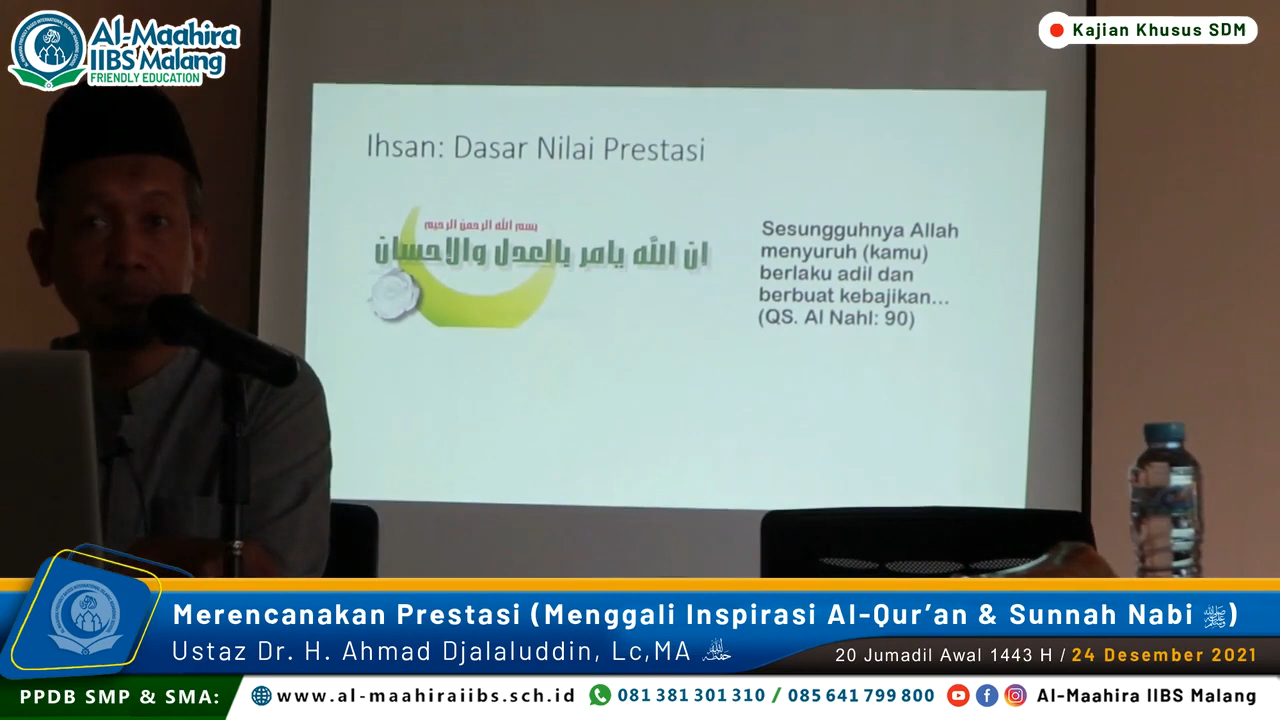 Al-Maahira
IIBS Malang
FRIENDLY EDUCATION
Kajian Khusus SDM
Ihsan: Dasar Nilai Prestasi
بسم الله الرحمن الرحيم
ان الله يامر بالعدل والاحسان
Sesungguhnya Allah
menyuruh (kamu)
berlaku adil dan
berbuat kebajikan...
(QS. Al Nahl: 90)
Merencanakan Prestasi (Menggali Inspirasi Al-Qur’an & Sunnah Nabi ﷺ)
Ustaz Dr. H. Ahmad Djalaluddin, Lc,MA حفظه الله
20 Jumadil Awal 1443 H / 24 Desember 2021
PPDB SMP & SMA: www.al-maahiraiibs.sch.id 081 381 301 310 / 085 641 799 800 Al-Maahira IIBS Malang